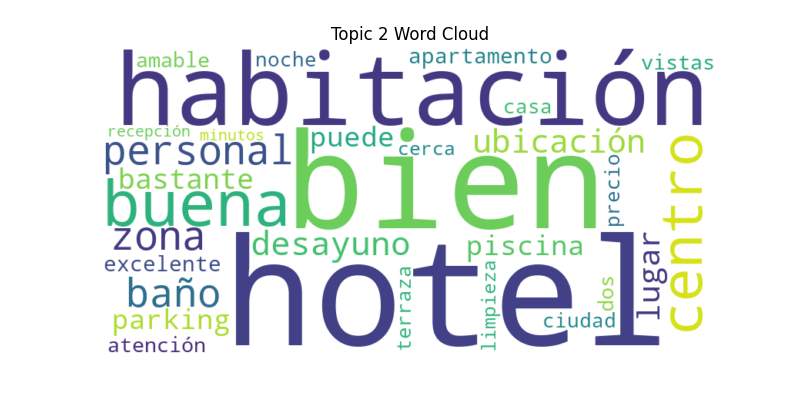 Topic 2 Word Cloud
amable
noche
apartamento
vistas
habitación
casa
recepción
minutos
personal
puede
cerca
ubicación
bastante
bien
precio
centro
buena
zona
desayuno
piscina
lugar
excelente
hotel
baño
terraza
limpieza
dos
parking
ciudad
atención